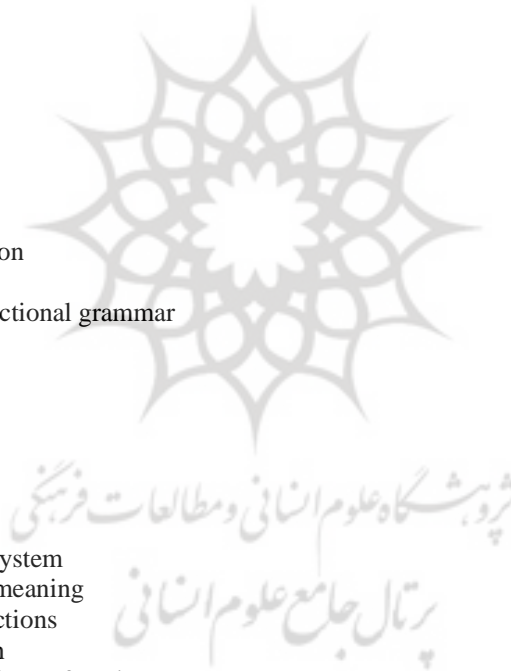 on
ctional grammar
پژوهشگاه علوم انسانی و مطالعات فرهنگی
ystem
meaning
پرتال جامع علوم انسانی
ctions